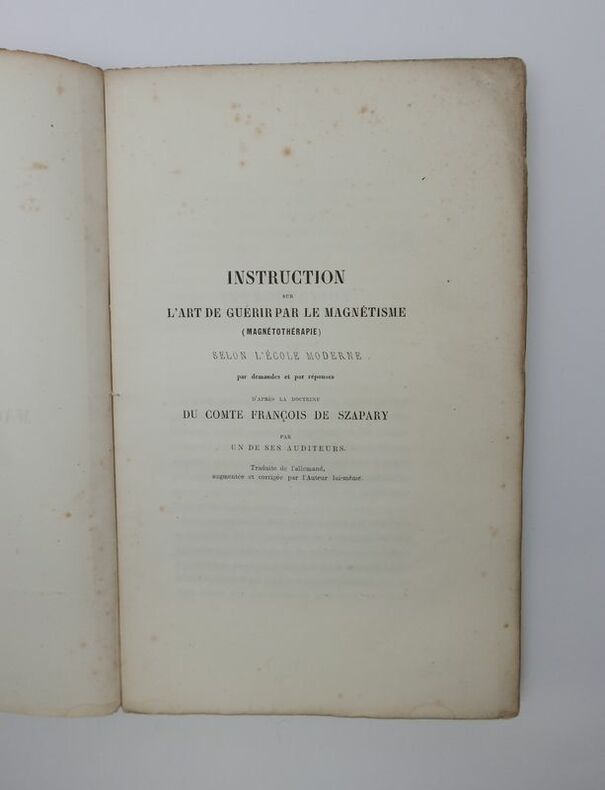 INSTRUCTION
SUR
L'ART DE GUÉRIR PAR LE MAGNÉTISME
(MAGNÉTOTHÉRAPIE)
SELON L'ÉCOLE MODERNE
par demandes et par réponses
D'APRÈS LA DOCTRINE
DU COMTE FRANÇOIS DE SZAPARY
PAR
UN DE SES AUDITEURS.
Traduite de l'allemand,
augmentée et corrigée par l'Auteur lui-même.